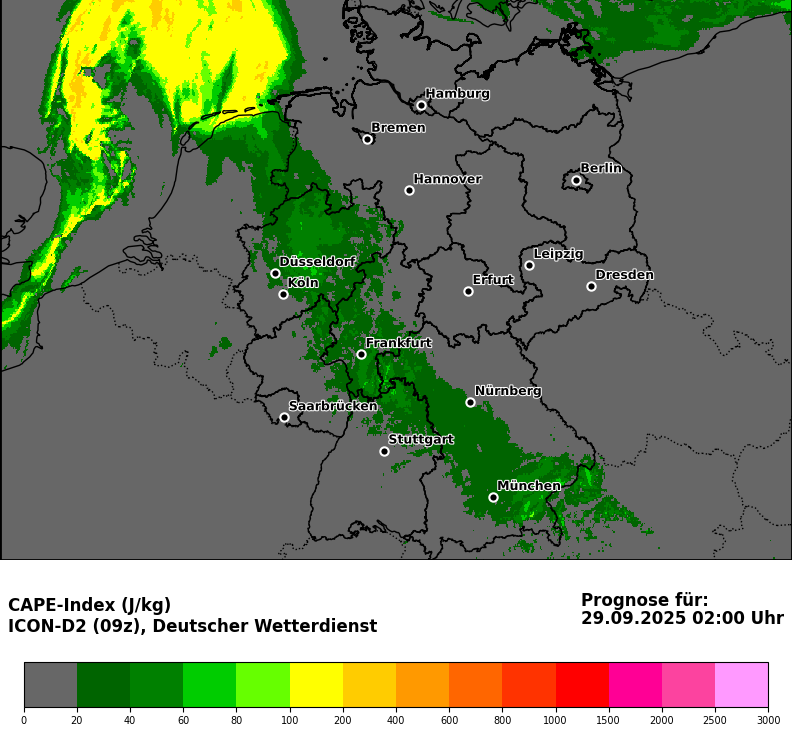 Hamburg
Bremen
Berlin
Hannover
Leipzig
Düsseldorf
Dresden
Erfurt
Köln
Frankfurt
Nürnberg
Saarbrücken
Stuttgart
München
CAPE-Index (J/kg)
ICON-D2 (09z), Deutscher Wetterdienst
Prognose für:
29.09.2025 02:00 Uhr
0 20 40 60 80 100 200 400 600 800 1000 1500 2000 2500 3000